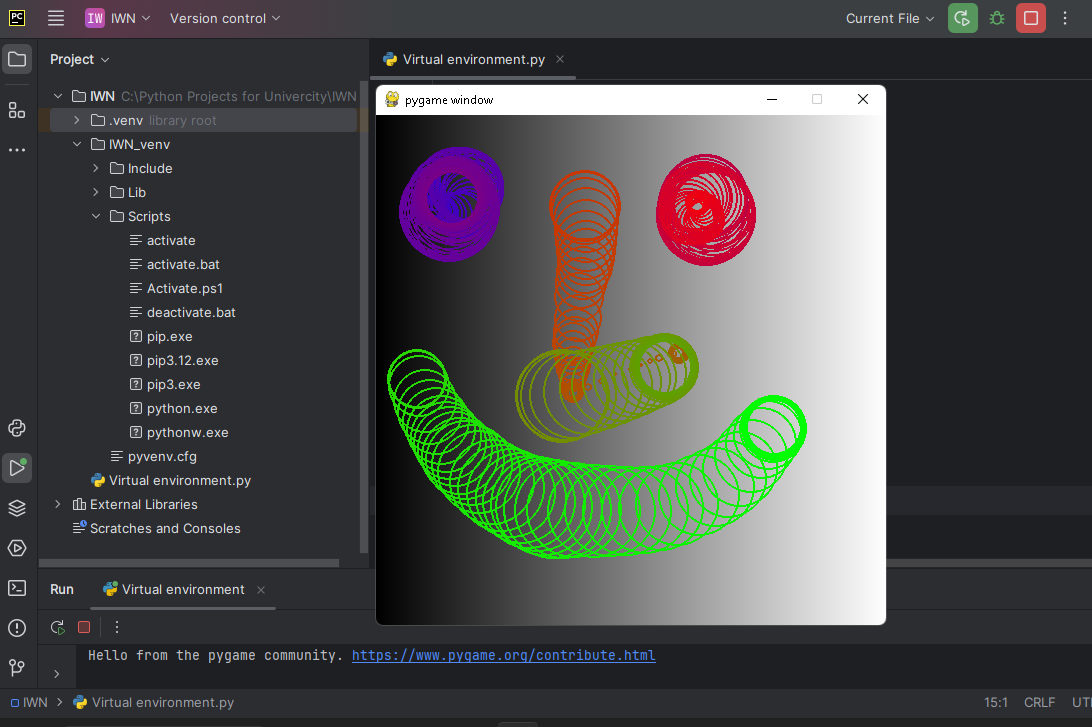 PC
IW IWN Version control Current File
Project Virtual environment.py
pygame window
IWN C:\Python Projects for Univercity\IWN
.venv library root
IWN_venv
Include
Lib
Scripts
activate
activate.bat
Activate.ps1
deactivate.bat
pip.exe
pip3.12.exe
pip3.exe
python.exe
pythonw.exe
pyvenv.cfg
Virtual environment.py
External Libraries
Scratches and Consoles
Run Virtual environment
Hello from the pygame community. https://www.pygame.org/contribute.html
IWN Virtual environment.py 15:1 CRLF